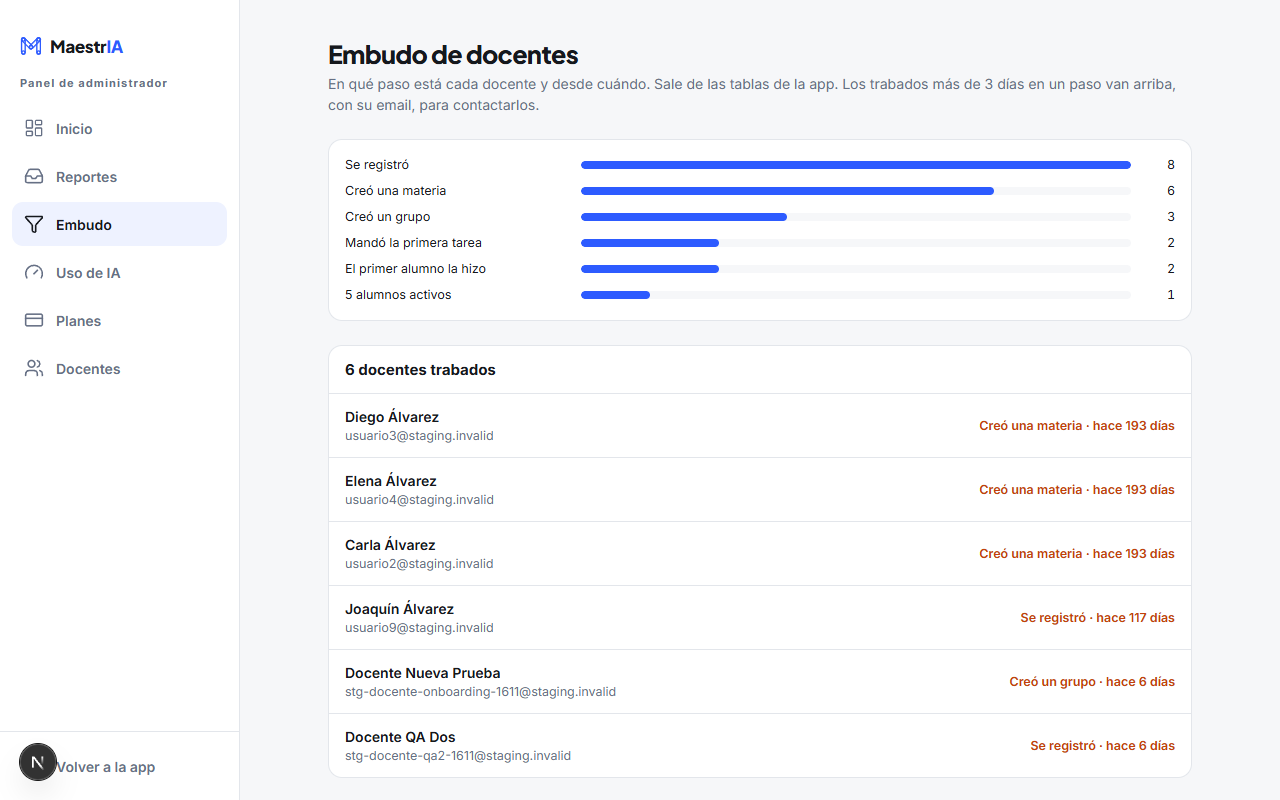 MaestrIA
Panel de administrador
Inicio
Reportes
Embudo
Uso de IA
Planes
Docentes
N
Volver a la app
Embudo de docentes
En qué paso está cada docente y desde cuándo. Sale de las tablas de la app. Los trabados más de 3 días en un paso van arriba,
con su email, para contactarlos.
Se registró 8
Creó una materia 6
Creó un grupo 3
Mandó la primera tarea 2
El primer alumno la hizo 2
5 alumnos activos 1
6 docentes trabados
Diego Álvarez
usuario3@staging.invalid
Creó una materia · hace 193 días
Elena Álvarez
usuario4@staging.invalid
Creó una materia · hace 193 días
Carla Álvarez
usuario2@staging.invalid
Creó una materia · hace 193 días
Joaquín Álvarez
usuario9@staging.invalid
Se registró · hace 117 días
Docente Nueva Prueba
stg-docente-onboarding-1611@staging.invalid
Creó un grupo · hace 6 días
Docente QA Dos
stg-docente-qa2-1611@staging.invalid
Se registró · hace 6 días